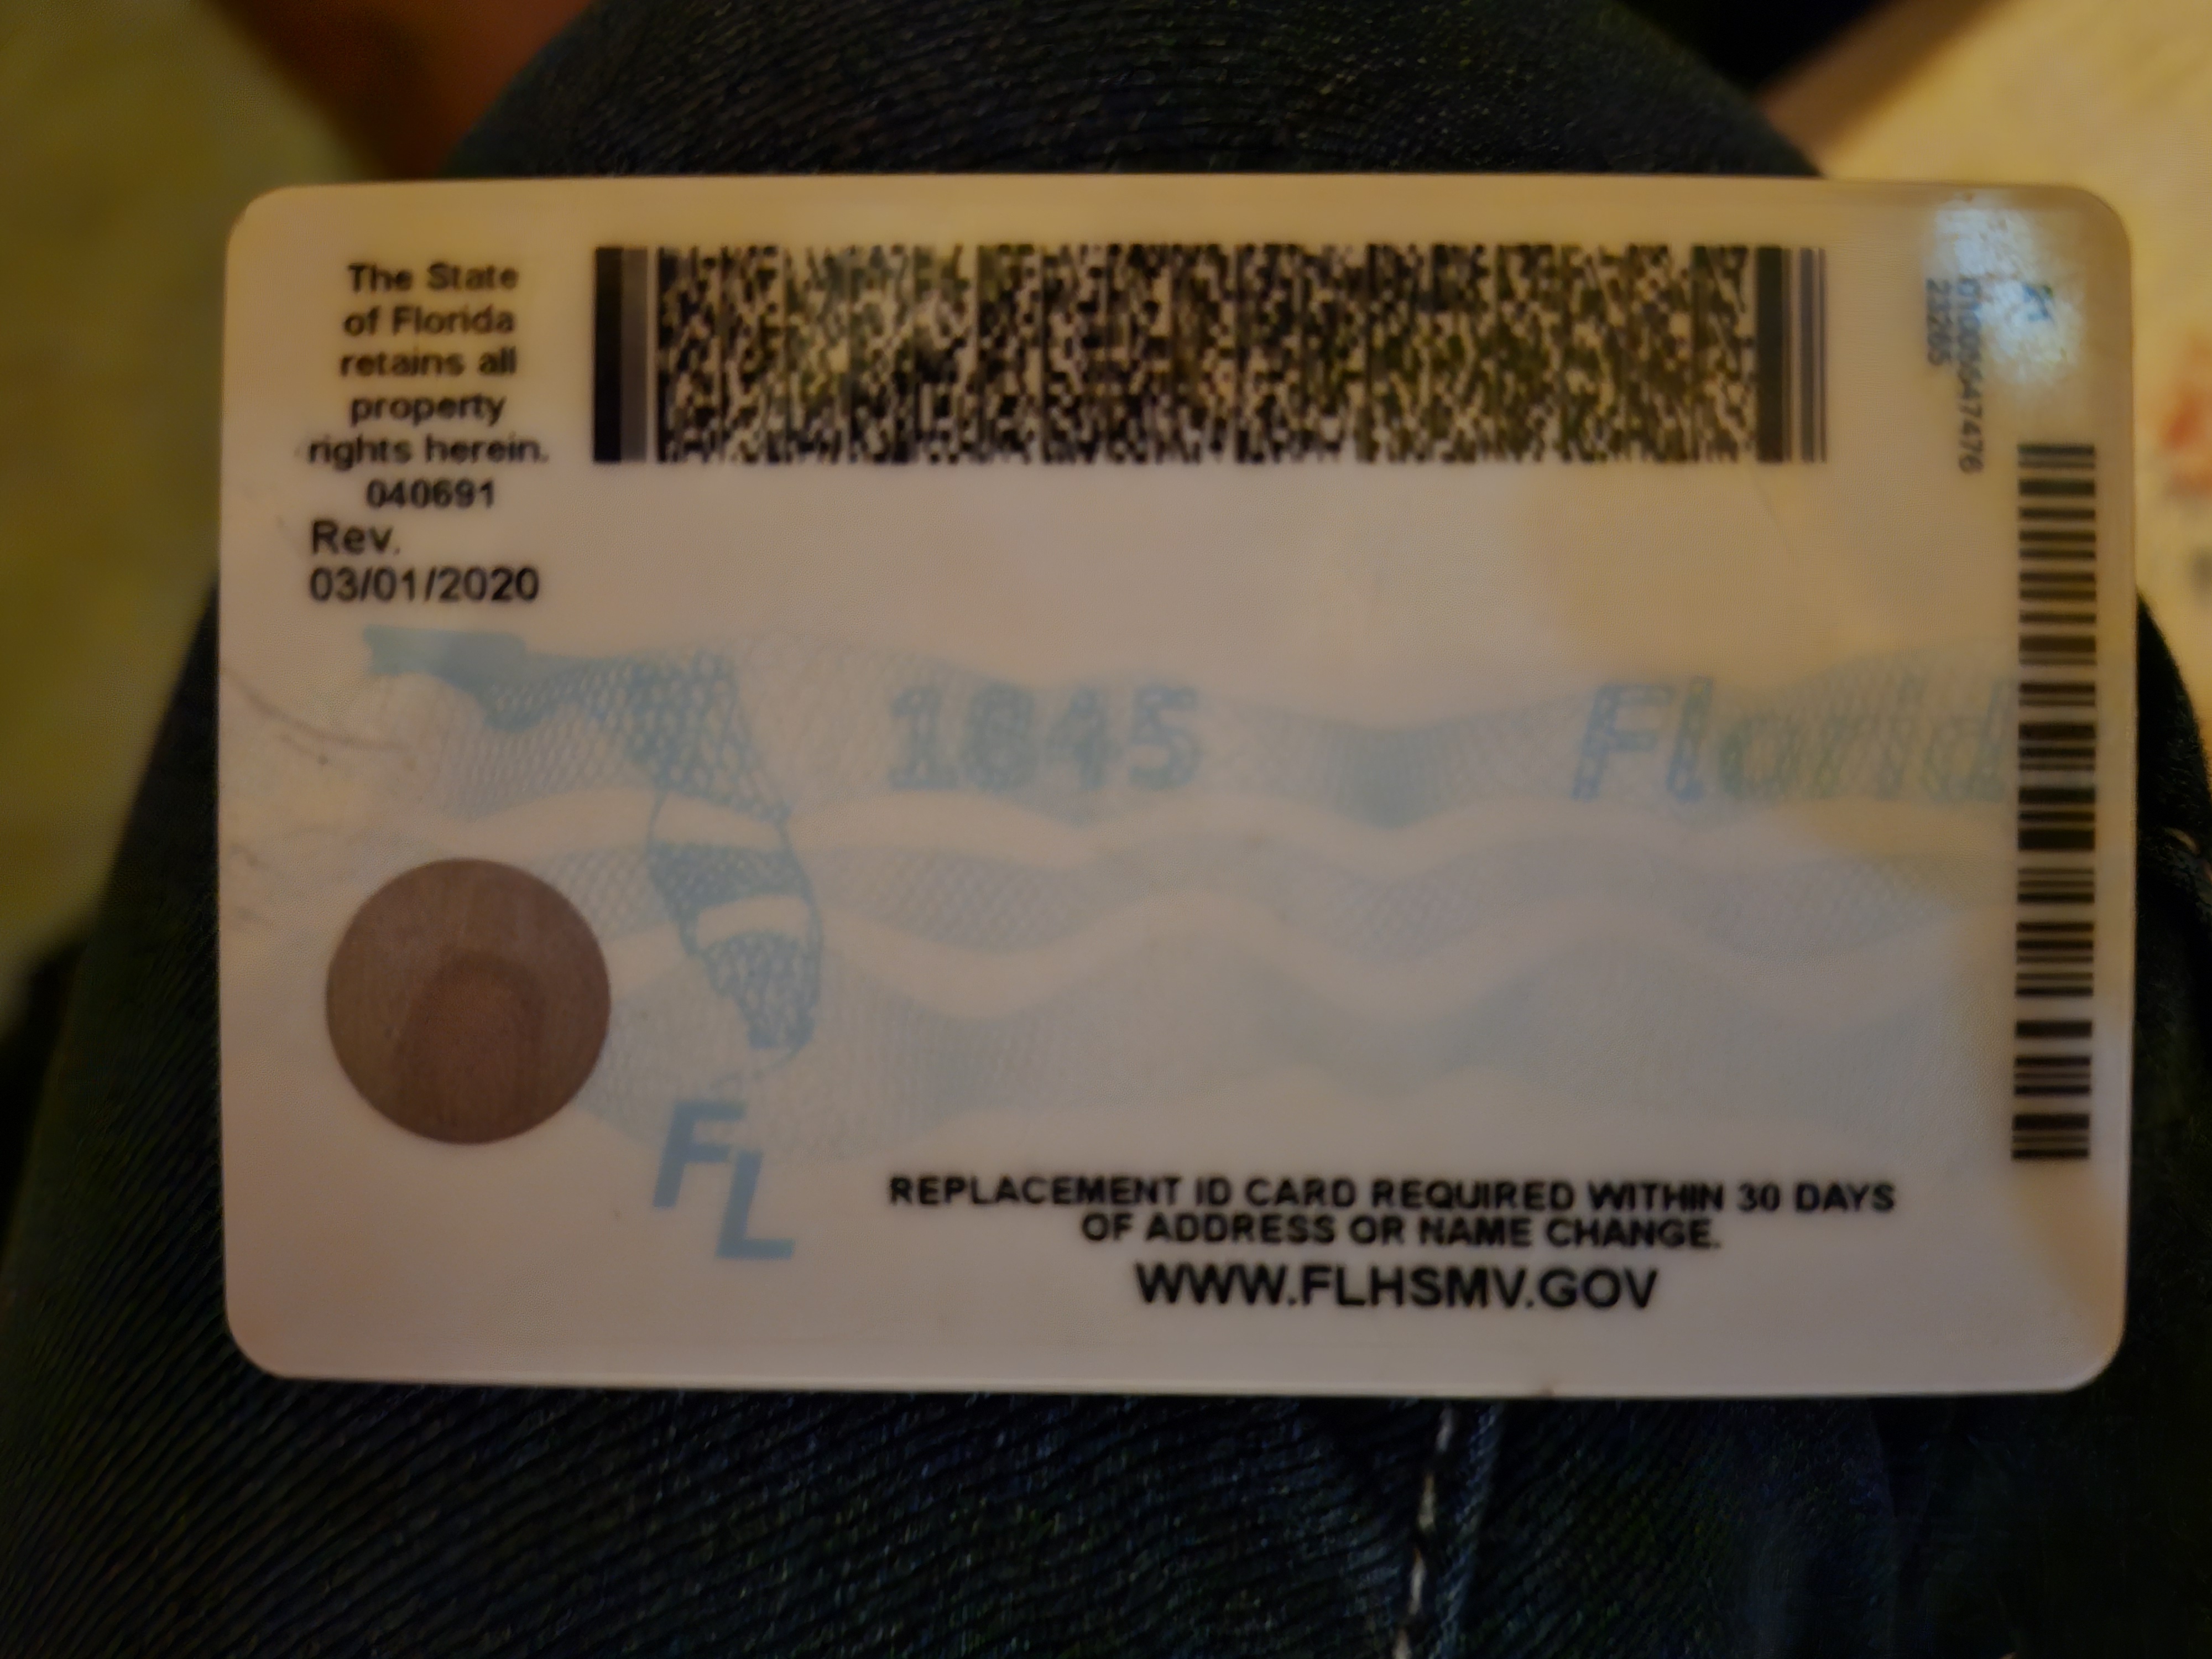 The State
of Florida
retains all
property
rights herein.
040691
Rev.
03/01/2020
1845
Florid
FL
REPLACEMENT ID CARD REQUIRED WITHIN 30 DAYS
OF ADDRESS OR NAME CHANGE.
WWW.FLHSMV.GOV